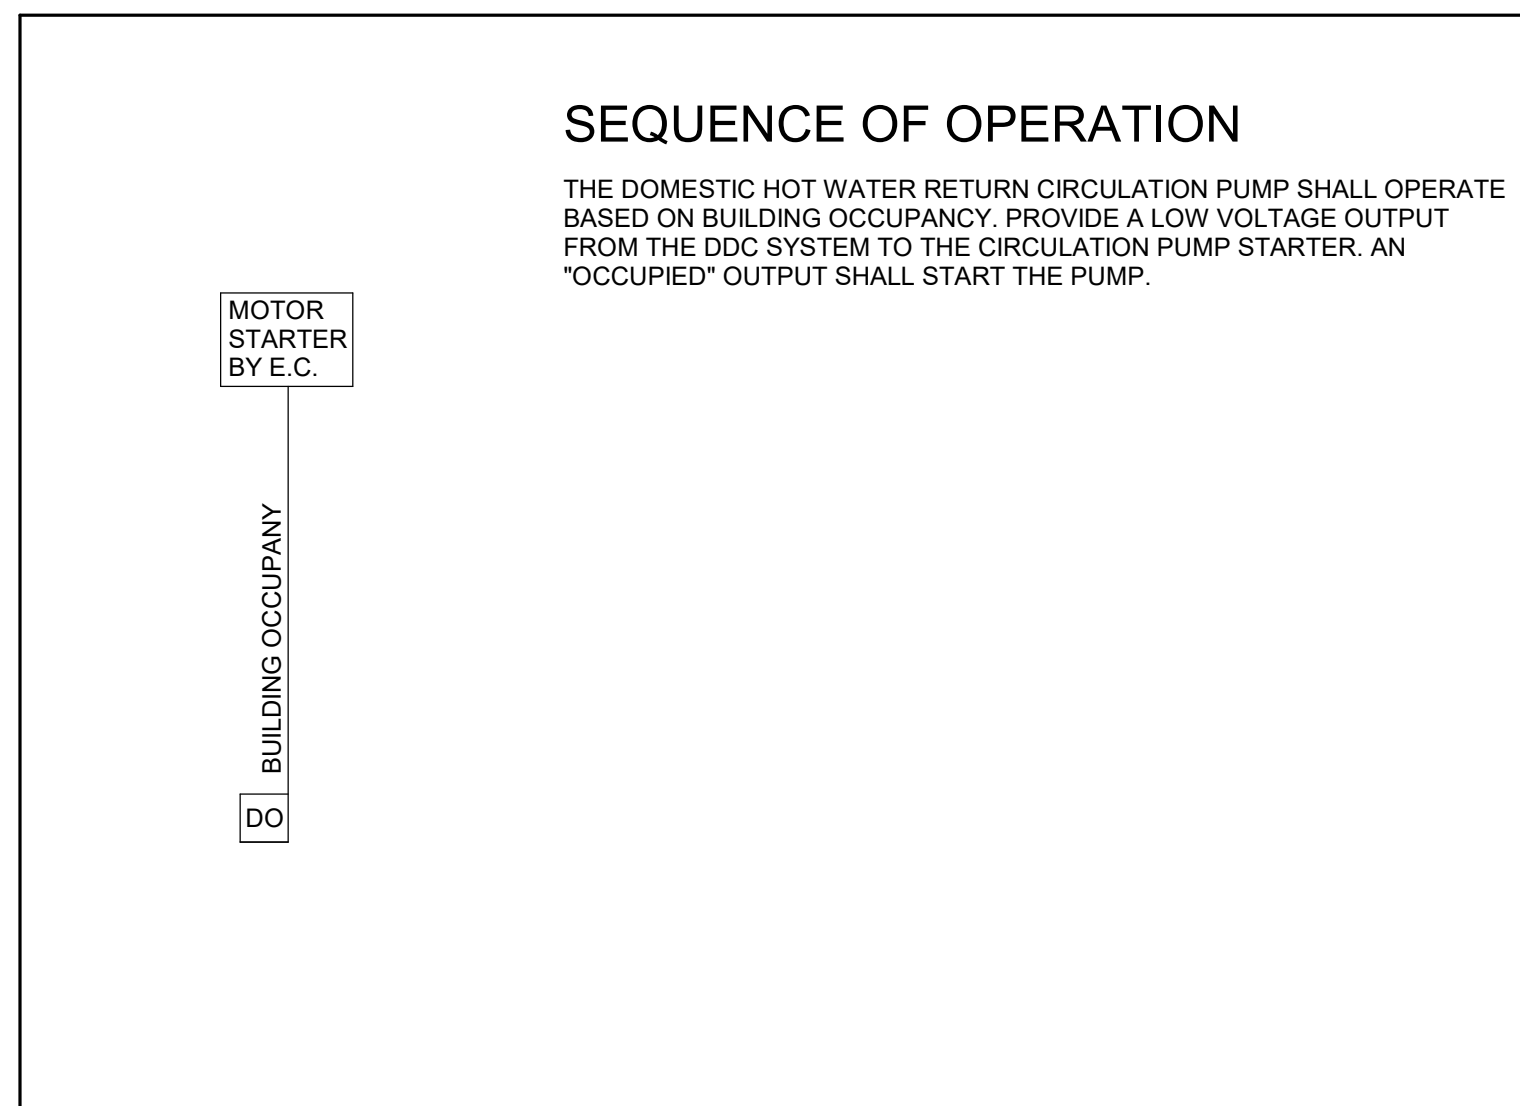 SEQUENCE OF OPERATION
THE DOMESTIC HOT WATER RETURN CIRCULATION PUMP SHALL OPERATE
BASED ON BUILDING OCCUPANCY. PROVIDE A LOW VOLTAGE OUTPUT
FROM THE DDC SYSTEM TO THE CIRCULATION PUMP STARTER. AN
"OCCUPIED" OUTPUT SHALL START THE PUMP.
MOTOR
STARTER
BY E.C.
BUILDING OCCUPANY
DO